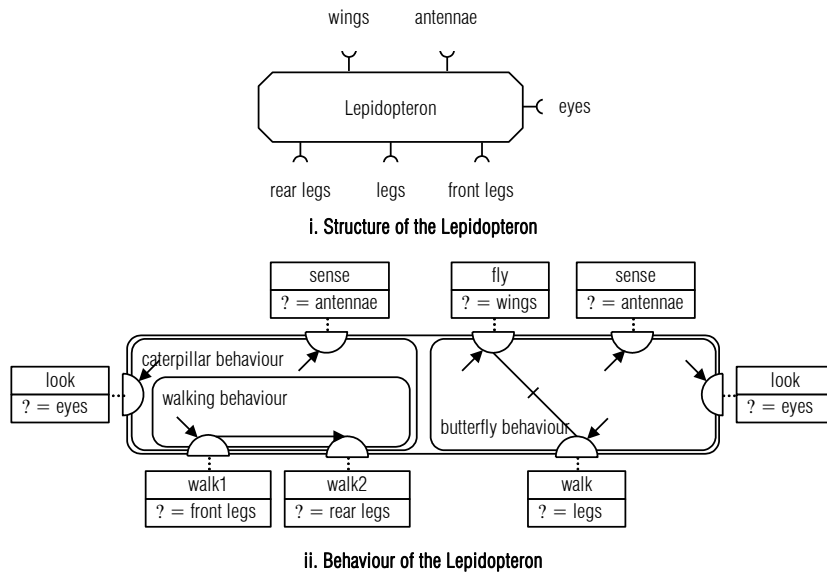 wings antennae
Lepidopteron
eyes
rear legs legs front legs
i. Structure of the Lepidopteron
sense fly sense
? = antennae ? = wings ? = antennae
caterpillar behaviour
look walking behaviour look
? = eyes butterfly behaviour ? = eyes
walk1 walk2 walk
? = front legs ? = rear legs ? = legs
ii. Behaviour of the Lepidopteron